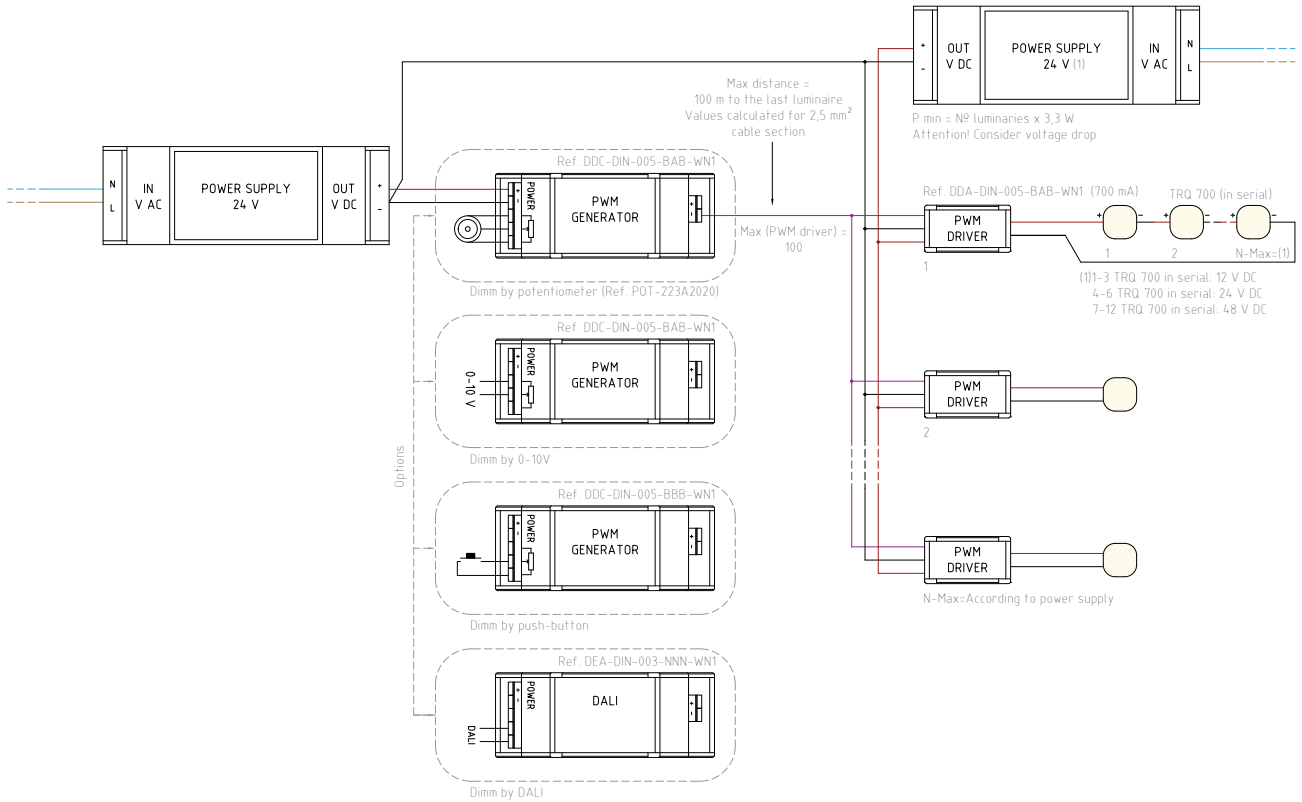 +
-
OUT
V DC
POWER SUPPLY
24 V (1)
IN
V AC
N
L
P min = Nº luminaries x 3,3 W
Attention! Consider voltage drop
Max distance =
100 m to the last luminaire
Values calculated for 2,5 mm²
cable section
N
L
IN
V AC
POWER SUPPLY
24 V
OUT
V DC
+
-
Ref. DDC-DIN-005-BAB-WN1
+
-
POWER
PWM
GENERATOR
+
-
Dimm by potentiometer (Ref. POT-223A2020)
Max (PWM driver) =
100
Ref. DDA-DIN-005-BAB-WN1 (700 mA)
TRQ 700 (in serial)
PWM
DRIVER
1
+
-
+
-
+
-
1
2
N-Max=(1)
(1)1-3 TRQ 700 in serial: 12 V DC
4-6 TRQ 700 in serial: 24 V DC
7-12 TRQ 700 in serial: 48 V DC
Ref. DDC-DIN-005-BAB-WN1
0-10 V
+
-
POWER
PWM
GENERATOR
+
-
Dimm by 0-10V
PWM
DRIVER
2
Options
Ref. DDC-DIN-005-BBB-WN1
+
-
POWER
PWM
GENERATOR
+
-
Dimm by push-button
PWM
DRIVER
N-Max=According to power supply
Ref. DEA-DIN-003-NNN-WN1
DALI
+
-
POWER
DALI
+
-
Dimm by DALI